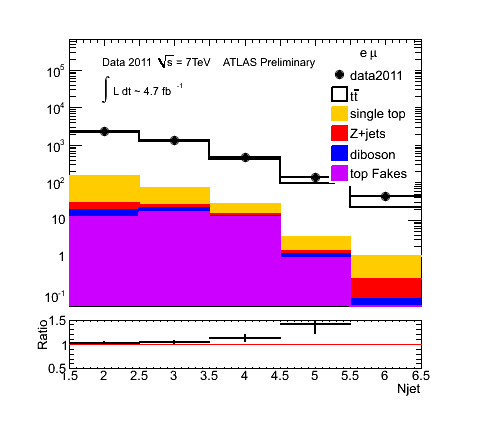 e μ
Data 2011 √s = 7TeV ATLAS Preliminary
∫ L dt ~ 4.7 fb⁻¹
data2011
tt̄
single top
Z+jets
diboson
top Fakes
10⁵
10⁴
10³
10²
10
1
10⁻¹
Ratio
1.5
1
0.5
1.5 2 2.5 3 3.5 4 4.5 5 5.5 6 6.5
Njet